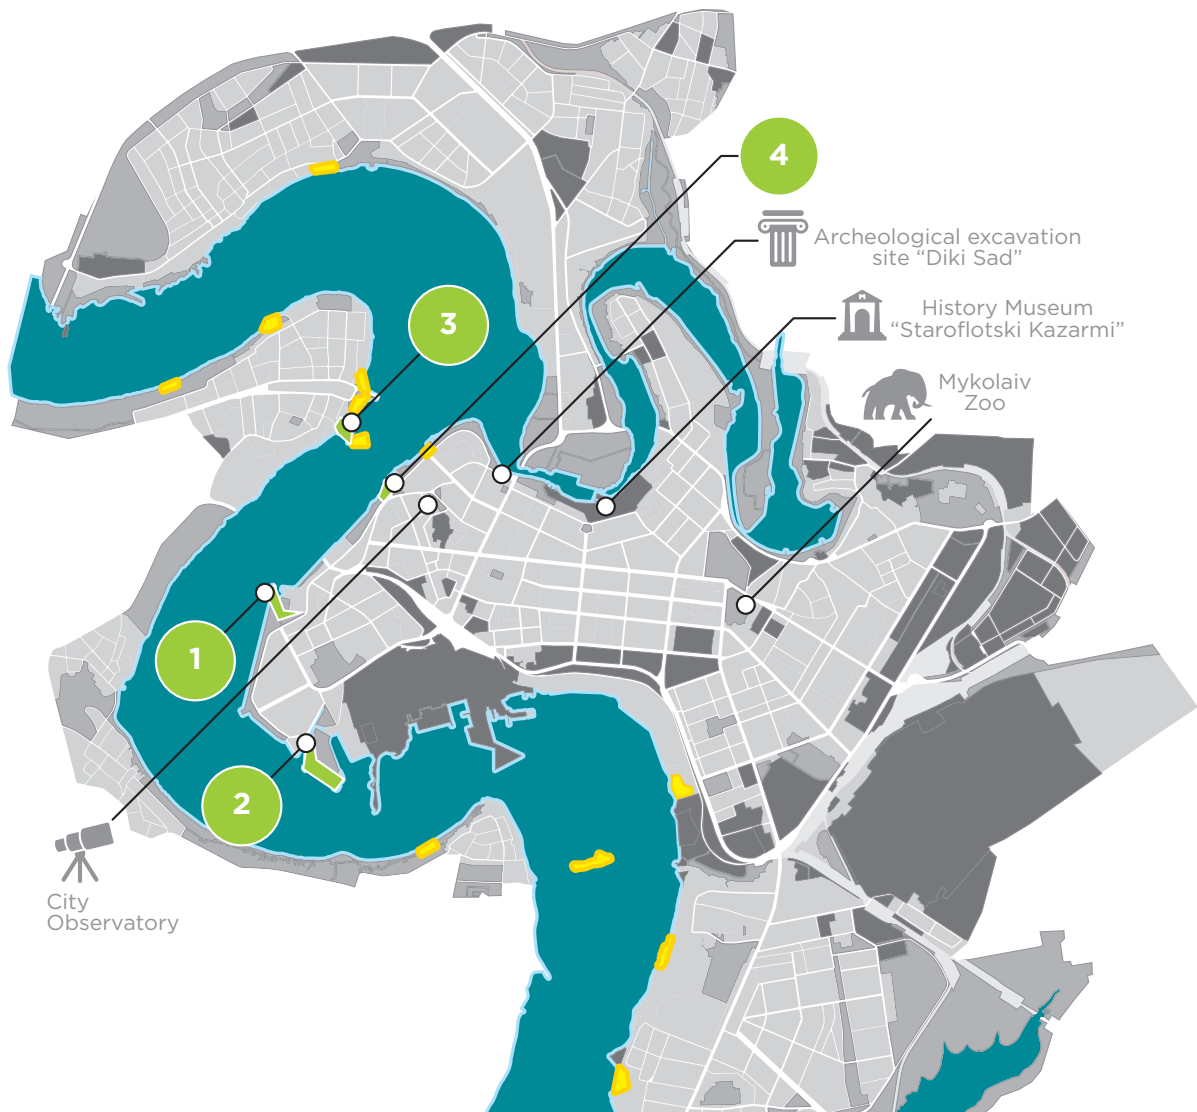 4
Archeological excavation
site “Diki Sad”
History Museum
“Staroflotski Kazarmi”
3
Mykolaiv
Zoo
1
2
City
Observatory